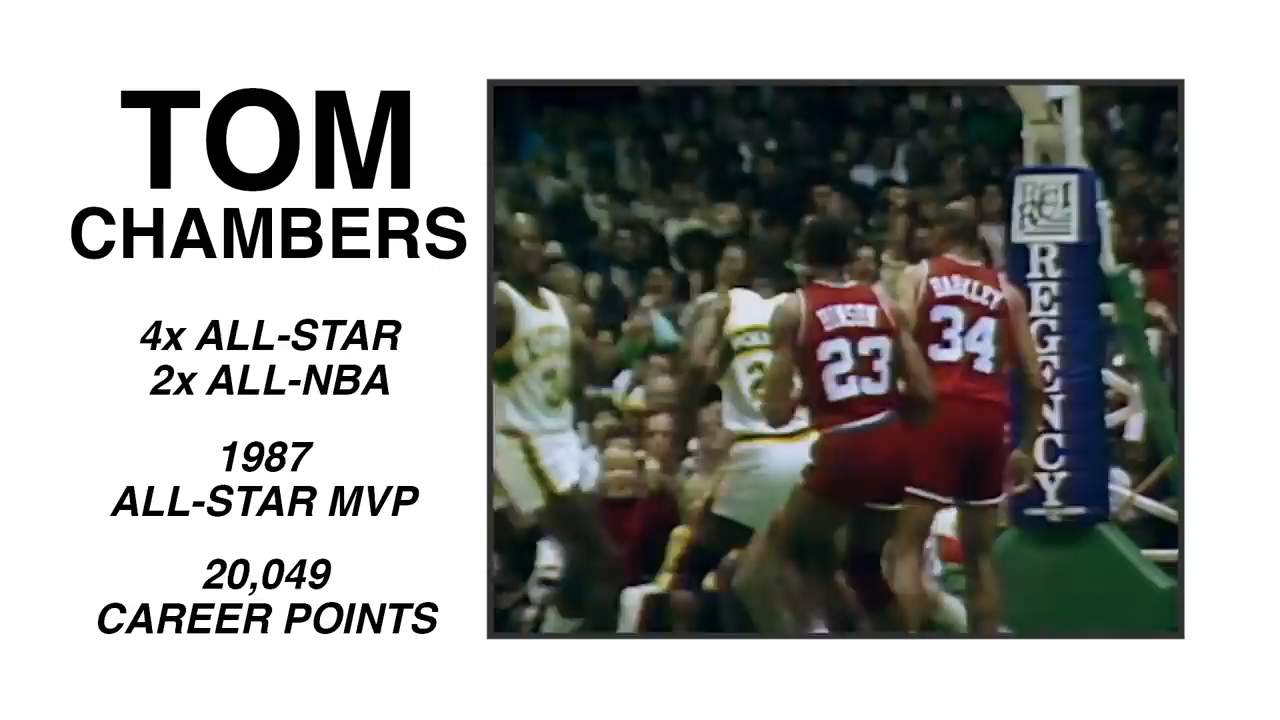 TOM
CHAMBERS
4x ALL-STAR
2x ALL-NBA
1987
ALL-STAR MVP
20,049
CAREER POINTS
HINSON
23
BARKLEY
34
REGENCY